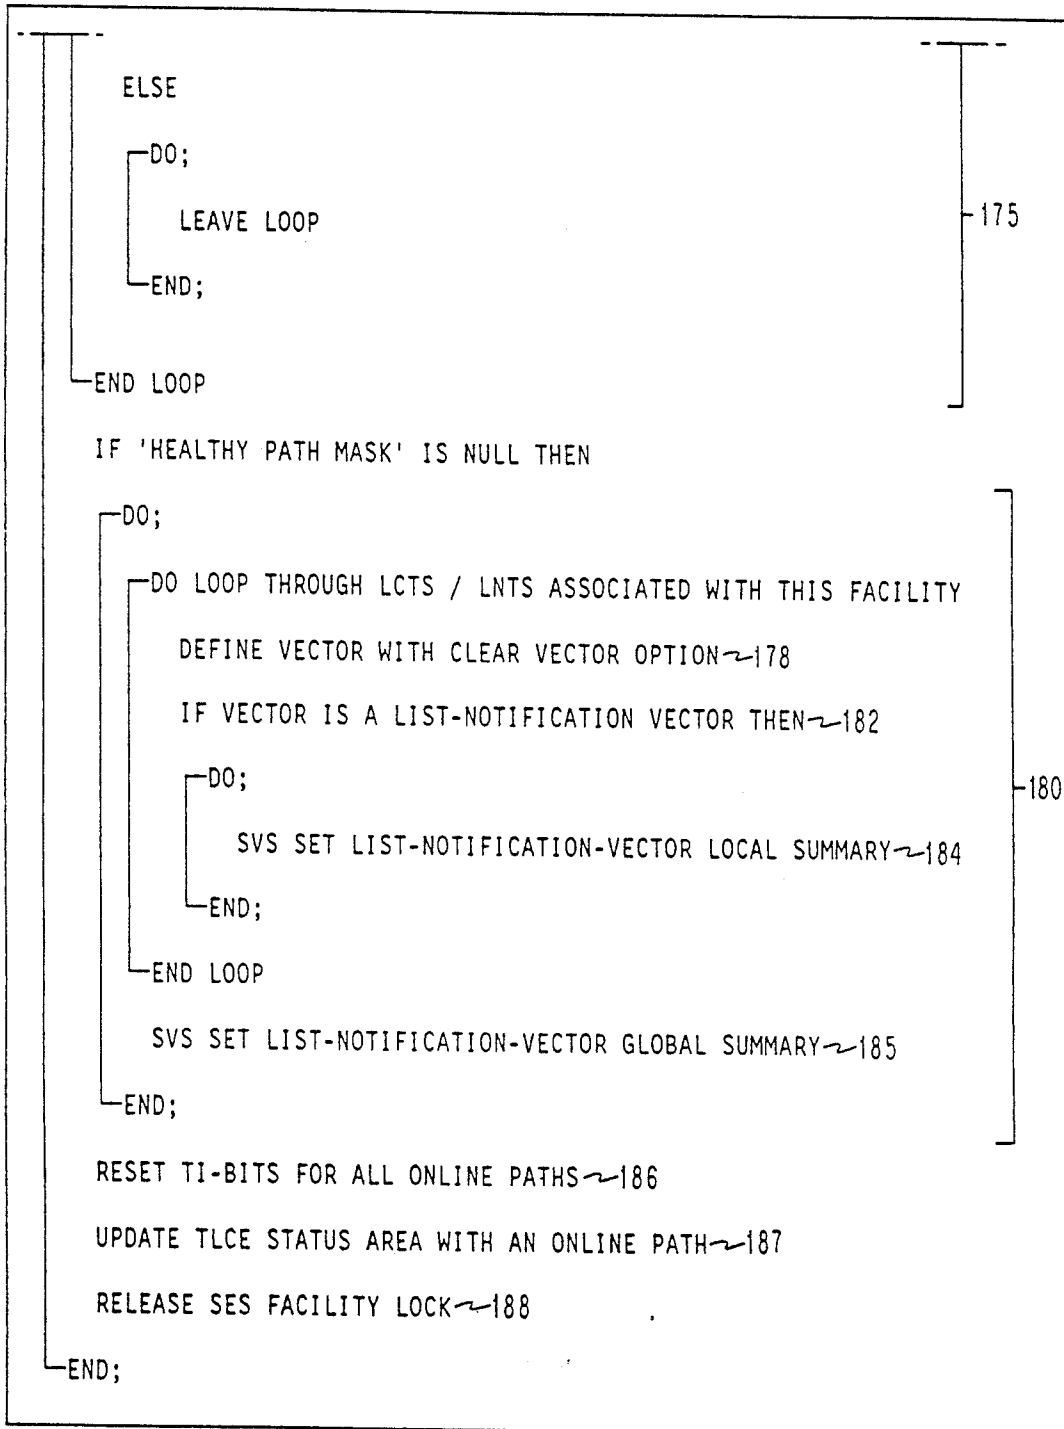 ELSE
DO;
LEAVE LOOP
175
END;
END LOOP
IF 'HEALTHY PATH MASK' IS NULL THEN
DO;
DO LOOP THROUGH LCTS / LNTS ASSOCIATED WITH THIS FACILITY
DEFINE VECTOR WITH CLEAR VECTOR OPTION~178
IF VECTOR IS A LIST-NOTIFICATION VECTOR THEN~182
DO;
180
SVS SET LIST-NOTIFICATION-VECTOR LOCAL SUMMARY~184
END;
END LOOP
SVS SET LIST-NOTIFICATION-VECTOR GLOBAL SUMMARY~185
END;
RESET TI-BITS FOR ALL ONLINE PATHS~186
UPDATE TLCE STATUS AREA WITH AN ONLINE PATH~187
RELEASE SES FACILITY LOCK~188
END;